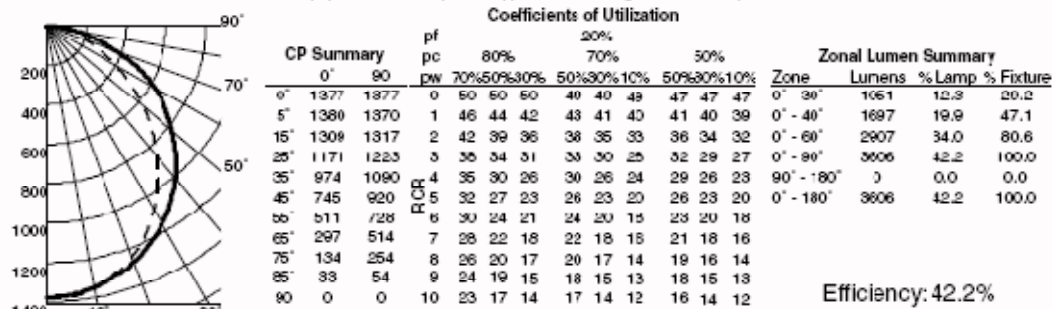 Coefficients of Utilization
pf 20%
CP Summary pc 80% 70% 50%
0° 90 pw 70%50%30% 50%30%10% 50%30%10%
0° 1377 1377 0 50 50 50 49 49 49 47 47 47
5° 1380 1370 1 46 44 42 43 41 40 41 40 39
15° 1309 1317 2 42 39 36 38 35 33 36 34 32
25° 1171 1223 3 38 34 31 33 30 28 32 29 27
35° 974 1090 4 35 30 26 30 26 24 29 26 23
45° 745 920 5 32 27 23 26 23 20 26 23 20
55° 511 728 6 30 24 21 24 20 18 23 20 18
65° 297 514 7 28 22 18 22 18 16 21 18 16
75° 134 254 8 26 20 17 20 17 14 19 16 14
85° 33 54 9 24 19 15 18 15 13 18 15 13
90 0 0 10 23 17 14 17 14 12 16 14 12
RCR
Zonal Lumen Summary
Zone Lumens % Lamp % Fixture
0° 30° 1051 12.3 29.2
0° - 40° 1697 19.9 47.1
0° - 60° 2907 34.0 80.6
0° - 90° 3606 42.2 100.0
90° - 180° 0 0.0 0.0
0° - 180° 3606 42.2 100.0
Efficiency: 42.2%
90°
70°
50°
200
400
600
800
1000
1200